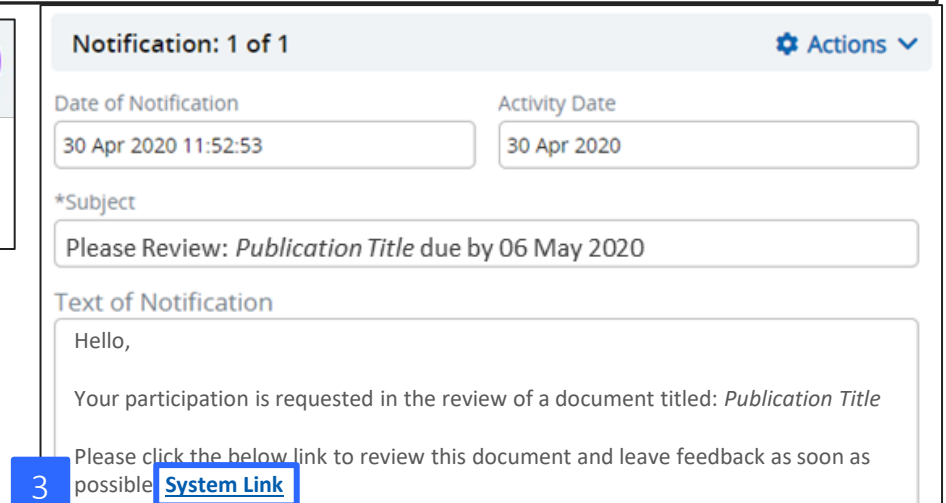 Notification: 1 of 1
Actions
Date of Notification
Activity Date
30 Apr 2020 11:52:53
30 Apr 2020
*Subject
Please Review: Publication Title due by 06 May 2020
Text of Notification
Hello,
Your participation is requested in the review of a document titled: Publication Title
Please click the below link to review this document and leave feedback as soon as
possible System Link
3